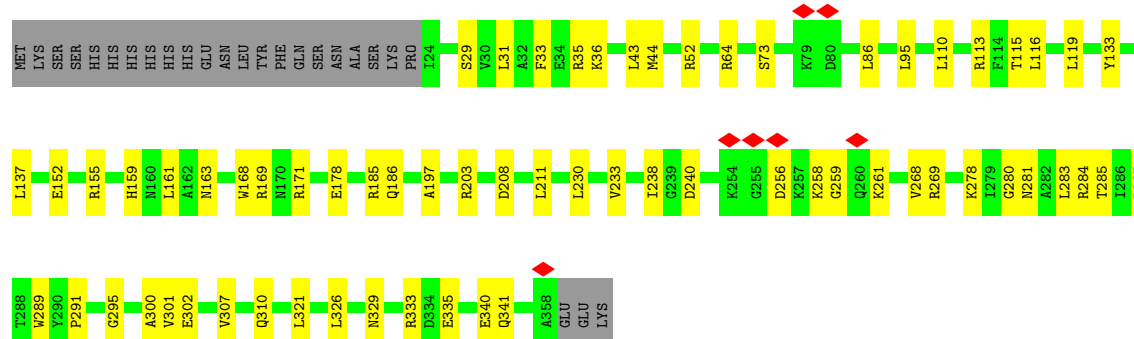 MET LYS SER SER HIS HIS HIS HIS HIS HIS GLU ASN LEU TYR PHE GLN SER ASN ALA SER LYS PRO I24 S29 V30 L31 A32 F33 E34 R35 K36 L43 M44 R52 R64 S73 K79 D80 L86 L95 L110 R113 F114 T115 L116 L119 Y133
L137 E152 R155 H159 N160 L161 A162 N163 W168 R169 N170 R171 E178 R185 Q186 A197 R203 D208 L211 L230 V233 I238 G239 D240 K254 G255 D256 K257 K258 G259 Q260 K261 V268 R269 K278 I279 G280 N281 A282 L283 R284 T285 I286
T288 W289 Y290 P291 G295 A300 V301 E302 V307 Q310 L321 L326 N329 R333 D334 E335 E340 Q341 A358 GLU GLU LYS